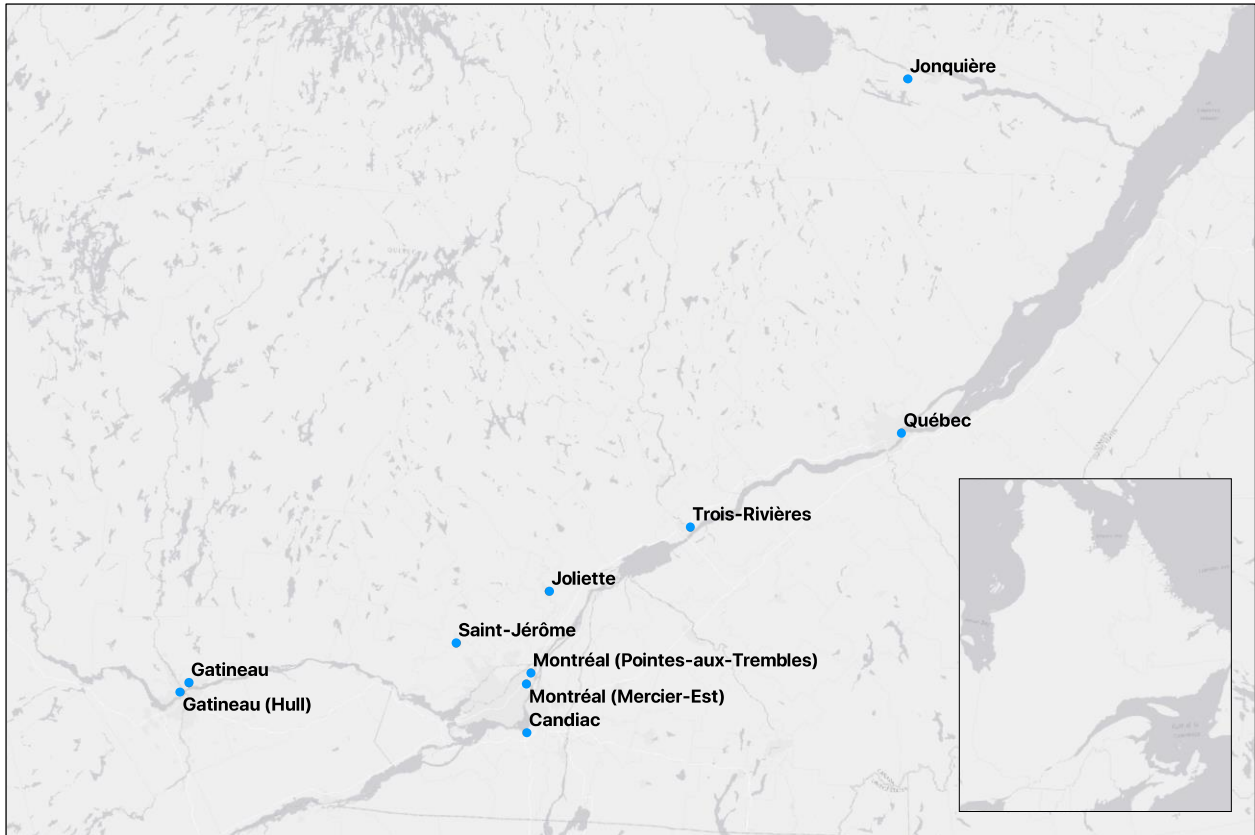 Jonquière
Québec
Trois-Rivières
Joliette
Saint-Jérôme
Montréal (Pointes-aux-Trembles)
Gatineau
Montréal (Mercier-Est)
Gatineau (Hull)
Candiac